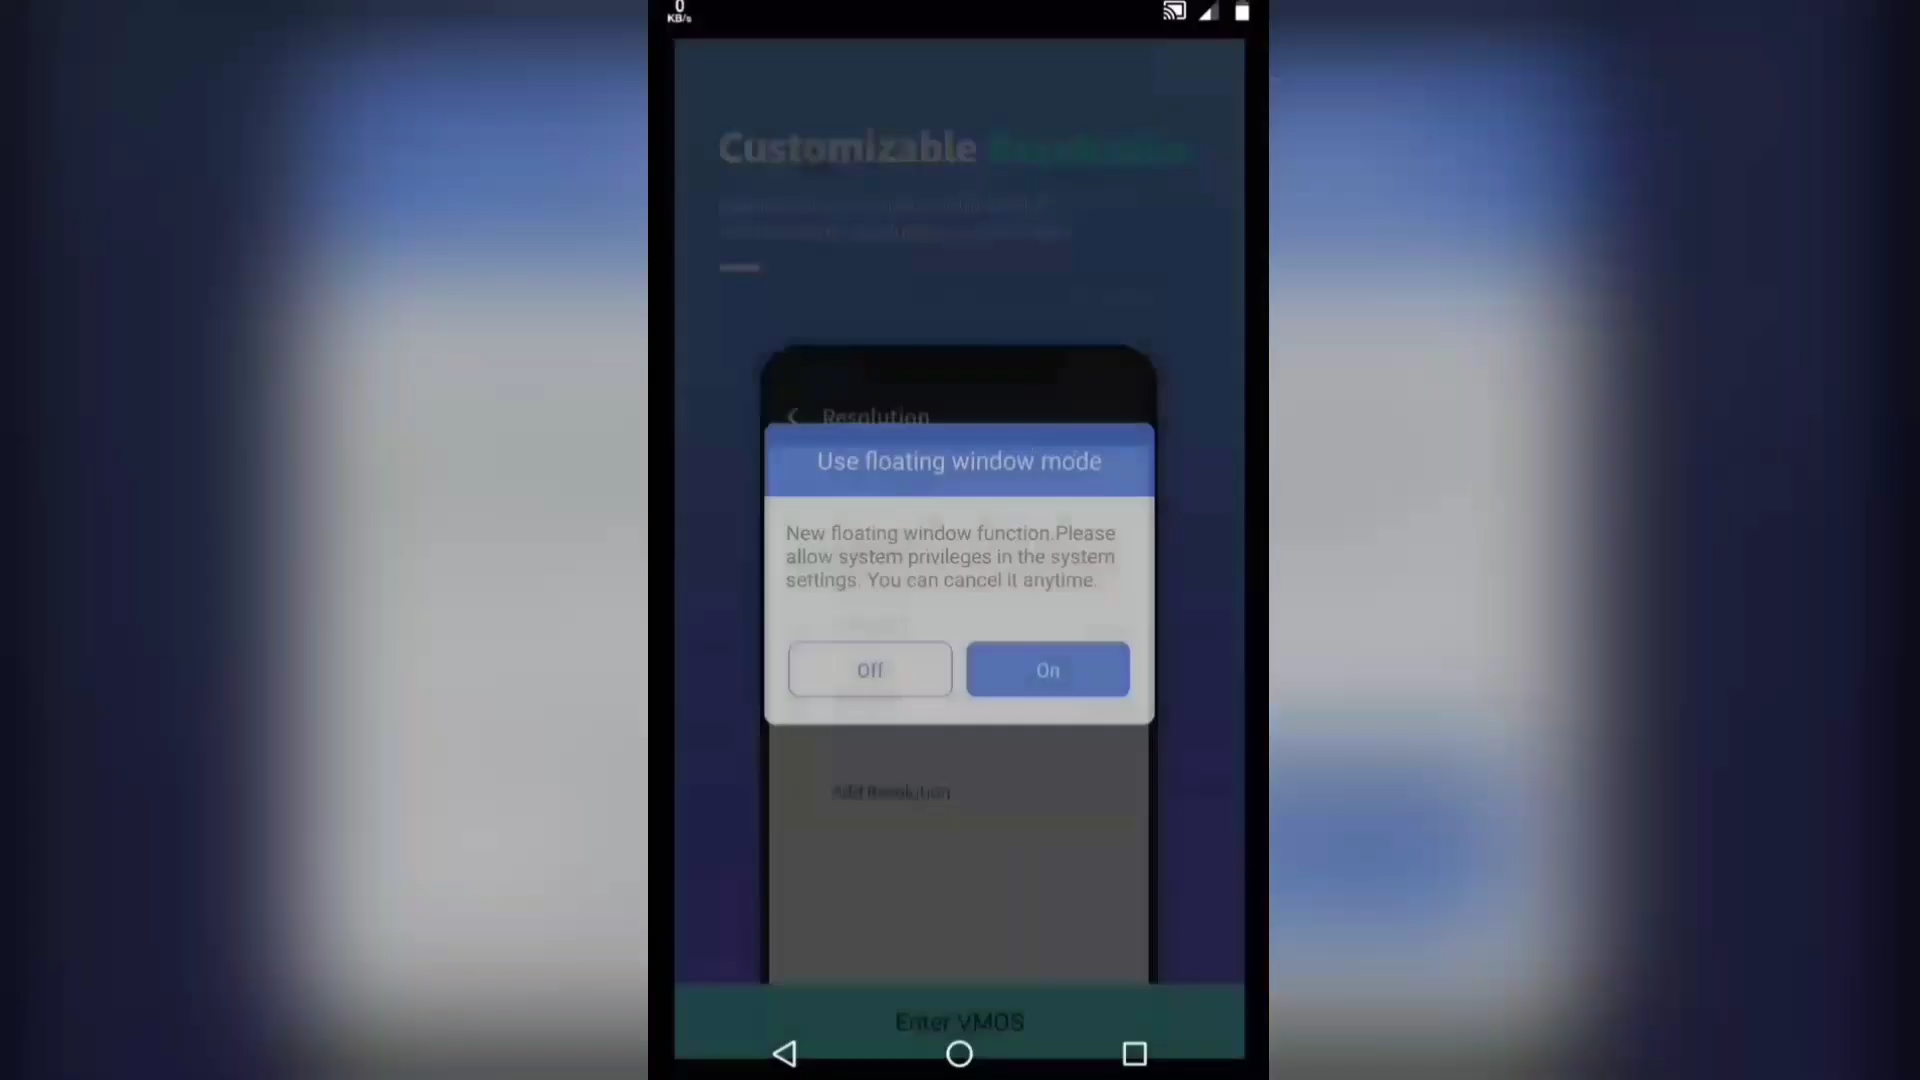 0
KB/s
Customizable
Resolution
Use floating window mode
New floating window function.Please
allow system privileges in the system
settings. You can cancel it anytime.
Off
On
Add Resolution
Enter VMOS